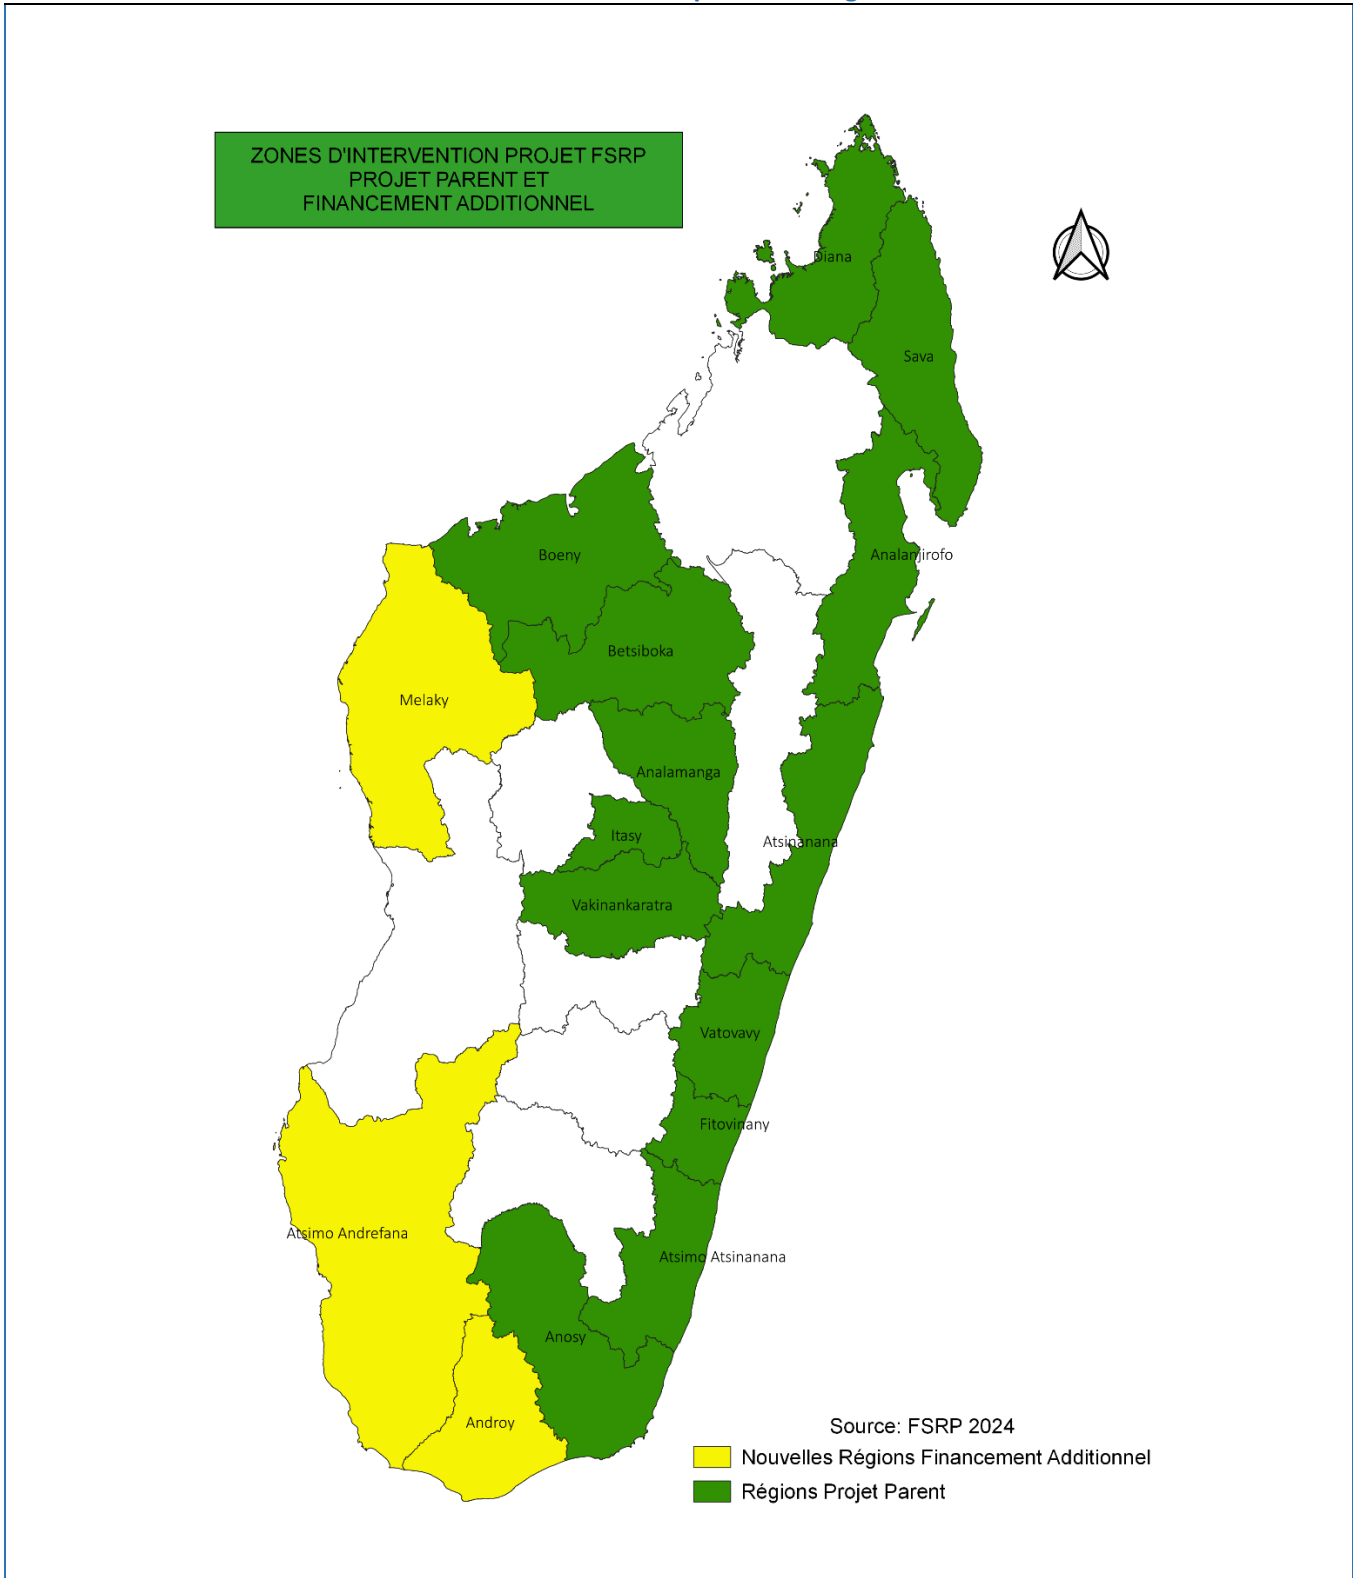 ZONES D'INTERVENTION PROJET FSRP
PROJET PARENT ET
FINANCEMENT ADDITIONNEL
Diana
Sava
Boeny
Analanjirofo
Betsiboka
Melaky
Analamanga
Itasy
Atsinanana
Vakinankaratra
Vatovavy
Fitovinany
Atsimo Andrefana
Atsimo Atsinanana
Anosy
Androy
Source: FSRP 2024
Nouvelles Régions Financement Additionnel
Régions Projet Parent